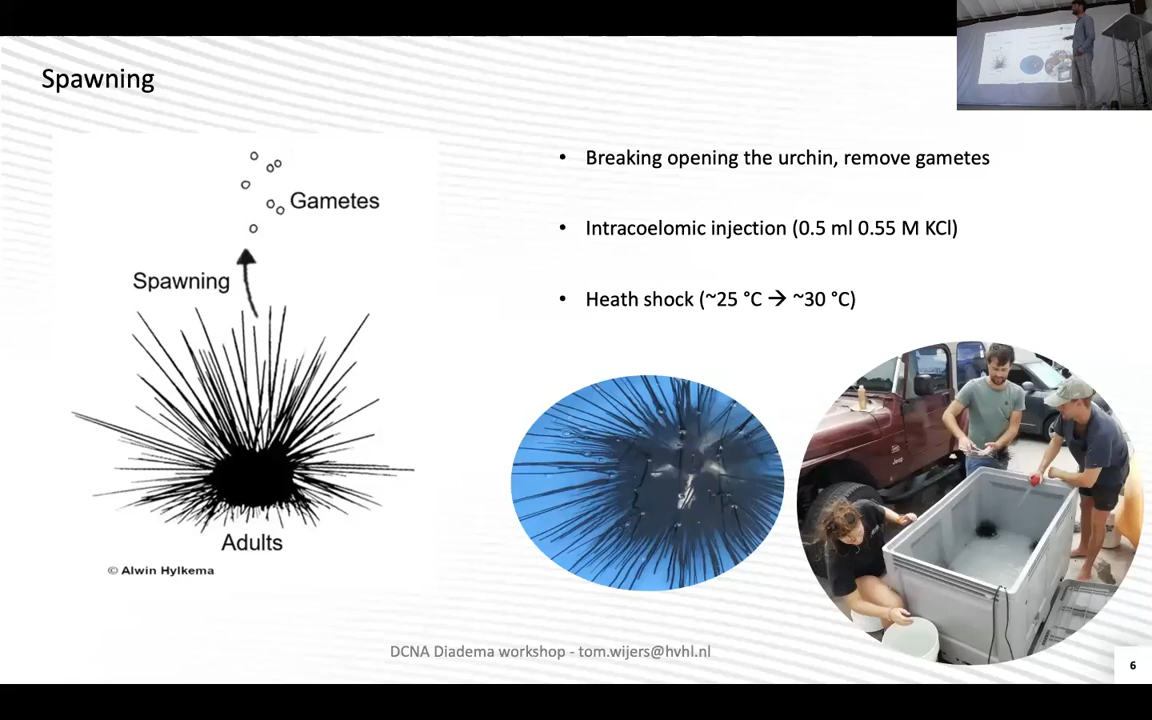 Spawning
Gametes
Spawning
Adults
© Alwin Hylkema
• Breaking opening the urchin, remove gametes
• Intracoelomic injection (0.5 ml 0.55 M KCl)
• Heath shock (~25 °C → ~30 °C)
Jeep
DCNA Diadema workshop - tom.wijers@hvhl.nl
6